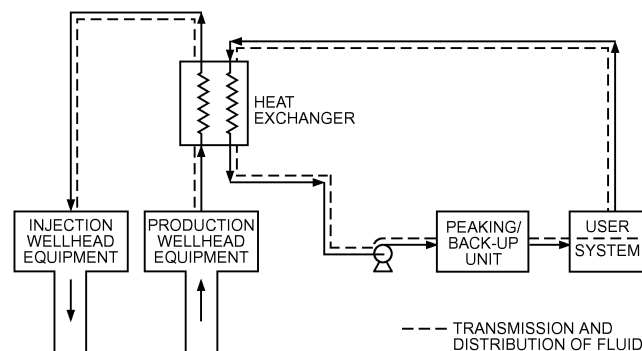 HEAT
EXCHANGER
INJECTION
WELLHEAD
EQUIPMENT
PRODUCTION
WELLHEAD
EQUIPMENT
PEAKING/
BACK-UP
UNIT
USER
SYSTEM
TRANSMISSION AND
DISTRIBUTION OF FLUID